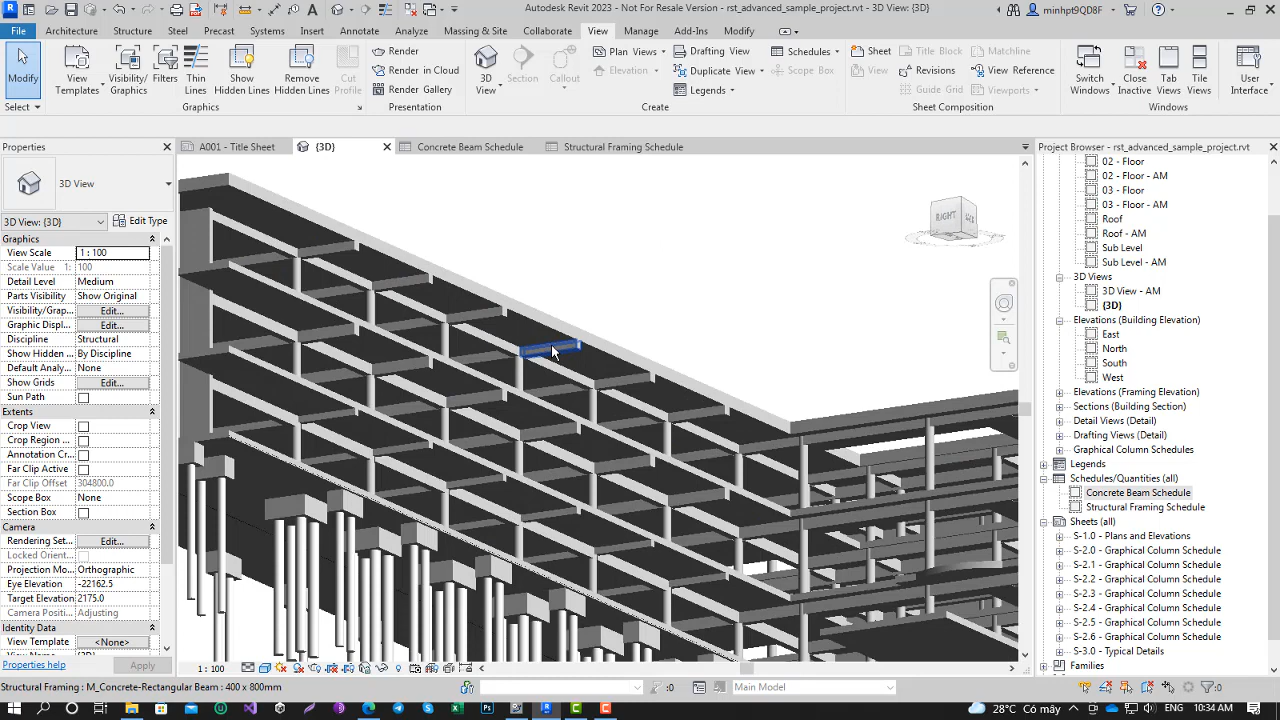 Autodesk Revit 2023 - Not For Resale Version - rst_advanced_sample_project.rvt - 3D View: {3D}
minhpt9QD8F
File Architecture Structure Steel Precast Systems Insert Annotate Analyze Massing & Site Collaborate View Manage Add-Ins Modify
Modify
Select
View Templates
Visibility/ Graphics
Filters
Thin Lines
Show Hidden Lines
Remove Hidden Lines
Cut Profile
Graphics
Render
Render in Cloud
Render Gallery
Presentation
3D View
Section
Callout
Plan Views
Elevation
Drafting View
Duplicate View
Legends
Schedules
Scope Box
Create
Sheet
View
Title Block
Revisions
Guide Grid
Matchline
View Reference
Viewports
Sheet Composition
Switch Windows
Close Inactive
Tab Views
Tile Views
Windows
User Interface
Properties
A001 - Title Sheet
{3D}
Concrete Beam Schedule
Structural Framing Schedule
Project Browser - rst_advanced_sample_project.rvt
3D View
3D View: {3D}
Edit Type
Graphics
View Scale 1 : 100
Scale Value 1: 100
Detail Level Medium
Parts Visibility Show Original
Visibility/Grap... Edit...
Graphic Displ... Edit...
Discipline Structural
Show Hidden ... By Discipline
Default Analy... None
Show Grids Edit...
Sun Path
Extents
Crop View
Crop Region ...
Annotation Cr...
Far Clip Active
Far Clip Offset 304800.0
Scope Box None
Section Box
Camera
Rendering Set... Edit...
Locked Orient...
Projection Mo... Orthographic
Eye Elevation -22162.5
Target Elevation 2175.0
Camera Positi... Adjusting
Identity Data
View Template <None>
Properties help
Apply
RIGHT
02 - Floor
02 - Floor - AM
03 - Floor
03 - Floor - AM
Roof
Roof - AM
Sub Level
Sub Level - AM
3D Views
3D View - AM
{3D}
Elevations (Building Elevation)
East
North
South
West
Elevations (Framing Elevation)
Sections (Building Section)
Detail Views (Detail)
Drafting Views (Detail)
Graphical Column Schedules
Legends
Schedules/Quantities (all)
Concrete Beam Schedule
Structural Framing Schedule
Sheets (all)
S-1.0 - Plans and Elevations
S-2.0 - Graphical Column Schedule
S-2.1 - Graphical Column Schedule
S-2.2 - Graphical Column Schedule
S-2.3 - Graphical Column Schedule
S-2.4 - Graphical Column Schedule
S-2.5 - Graphical Column Schedule
S-2.6 - Graphical Column Schedule
S-3.0 - Typical Details
Families
1 : 100
M_Concrete-Rectangular Beam : 400 x 800mm
:0
Main Model
:0
28°C Có mây
10:34 AM